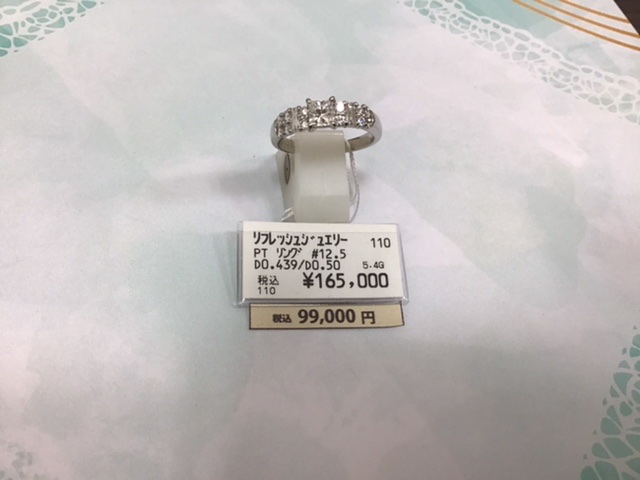 リフレッシュジュエリー 110
PT リング #12.5
D0.439/D0.50 5.4G
税込 ¥165,000
110
税込 99,000 円